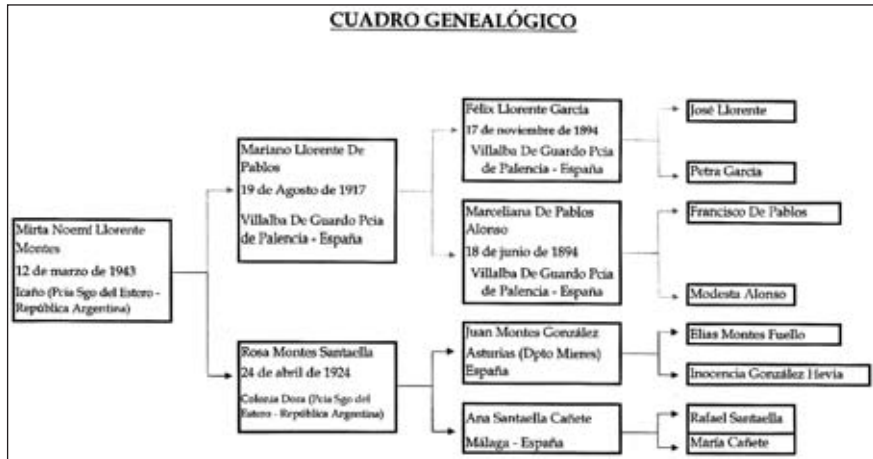 CUADRO GENEALÓGICO
Mirta Noemí Llorente
Montes
12 de marzo de 1943
Icaño (Pcia Sgo del Estero -
República Argentina)
Mariano Llorente De
Pablos
19 de Agosto de 1917
Villalba De Guardo Pcia
de Palencia - España
Rosa Montes Santaella
24 de abril de 1924
Colonia Dora (Pcia Sgo del
Estero - República Argentina)
Félix Llorente García
17 de noviembre de 1894
Villalba De Guardo Pcia
de Palencia - España
Marceliana De Pablos
Alonso
18 de junio de 1894
Villalba De Guardo Pcia
de Palencia - España
Juan Montes González
Asturias (Dpto Mieres)
España
Ana Santaella Cañete
Málaga - España
José Llorente
Petra García
Francisco De Pablos
Modesta Alonso
Elias Montes Fuello
Inocencia González Hevia
Rafael Santaella
María Cañete